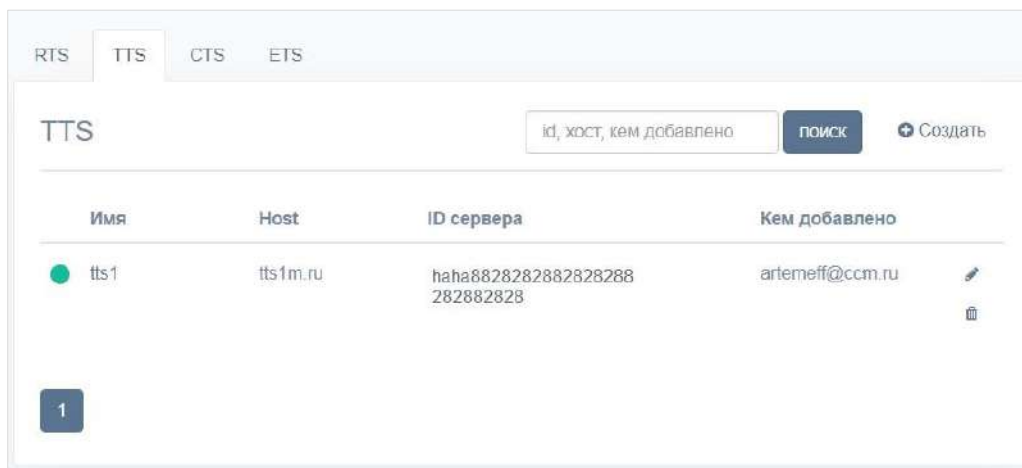 RTS TTS CTS ETS
TTS id, хост, кем добавлено поиск Создать
Имя Host ID сервера Кем добавлено
tts1 tts1m.ru haha8828282882828288 artemeff@ccm.ru
282882828
1